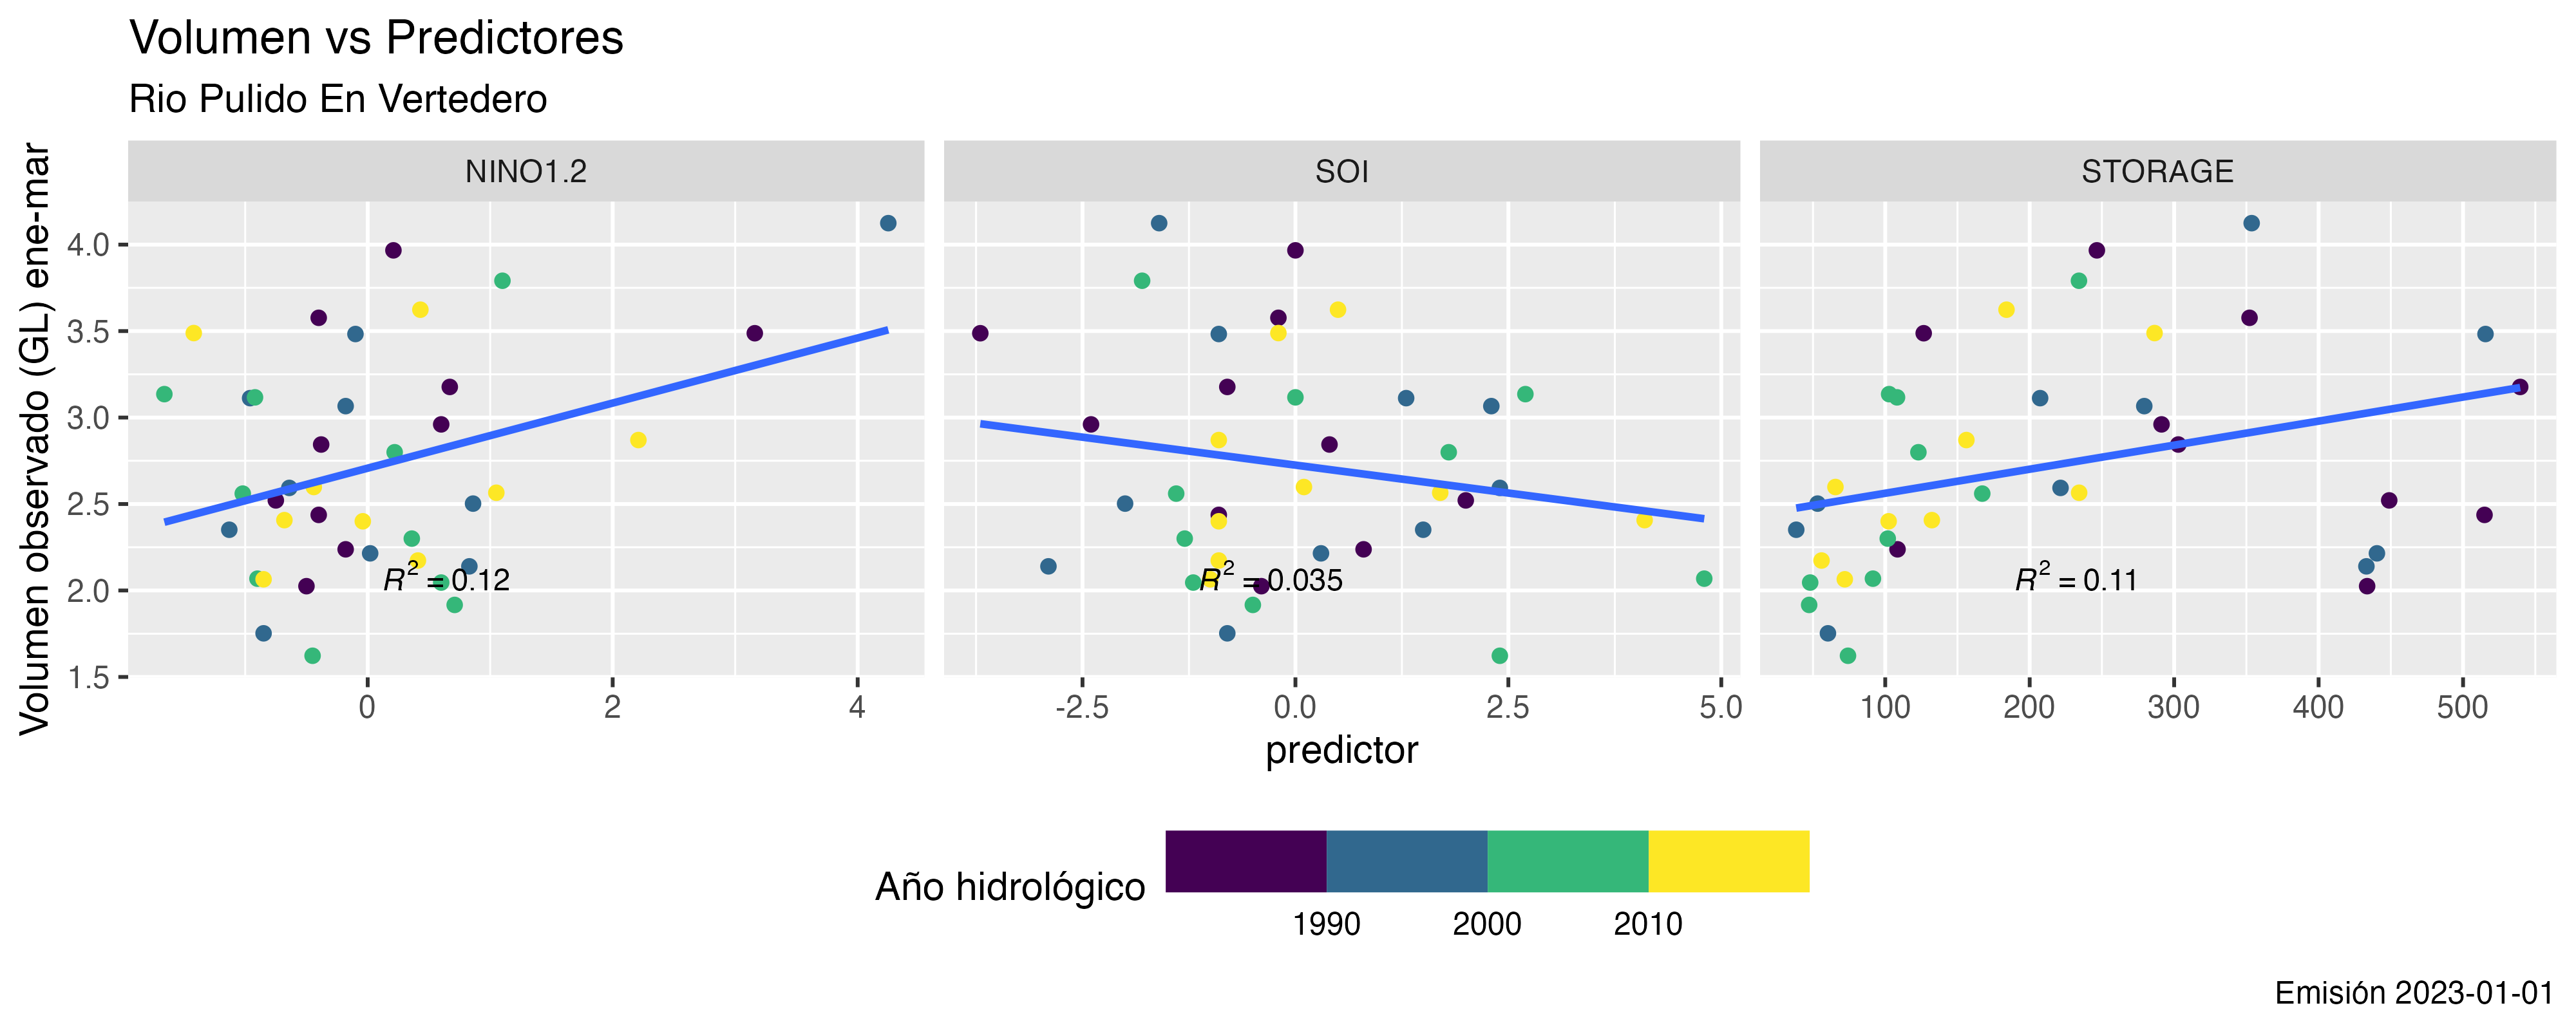 Volumen vs Predictores
Rio Pulido En Vertedero
Volumen observado (GL) ene-mar
NINO1.2
SOI
STORAGE
4.0
3.5
3.0
2.5
2.0
1.5
R² = 0.12
R² = 0.035
R² = 0.11
0 2 4
-2.5 0.0 2.5 5.0
100 200 300 400 500
predictor
Año hidrológico
1990 2000 2010
Emisión 2023-01-01